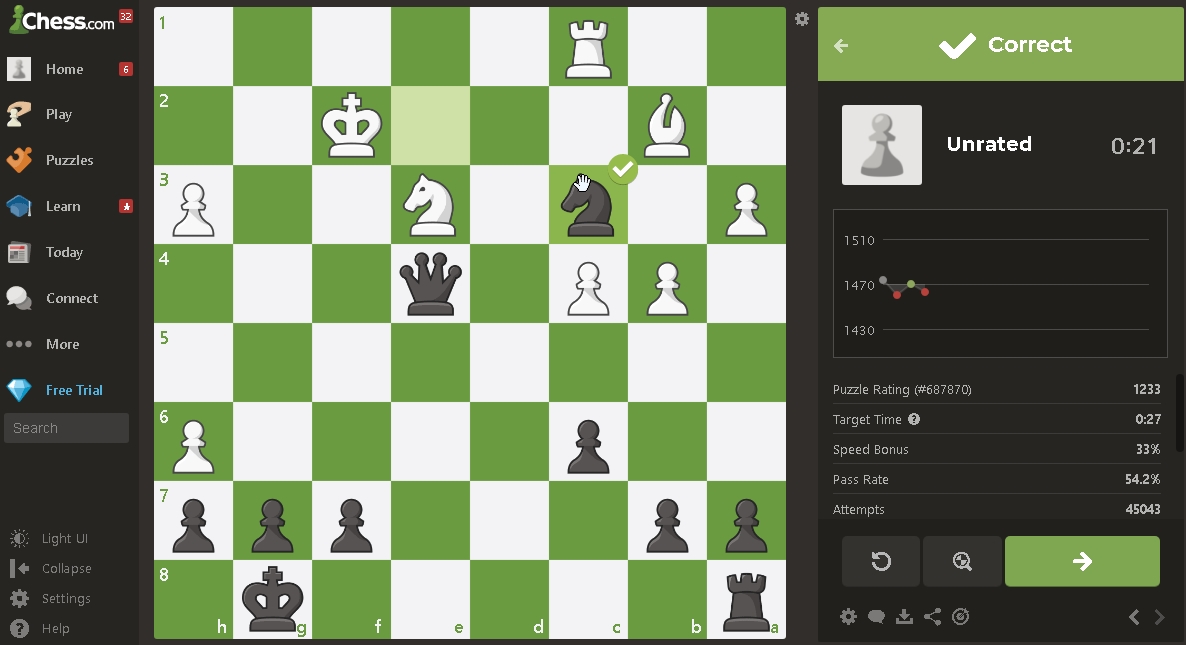 Chess.com 32
Home 6
Play
Puzzles
Learn
Today
Connect
More
Free Trial
Search
Light UI
Collapse
Settings
Help
1
2
3
4
5
6
7
8
h g f e d c b a
Correct
Unrated 0:21
1510
1470
1430
Puzzle Rating (#687870) 1233
Target Time ? 0:27
Speed Bonus 33%
Pass Rate 54.2%
Attempts 45043